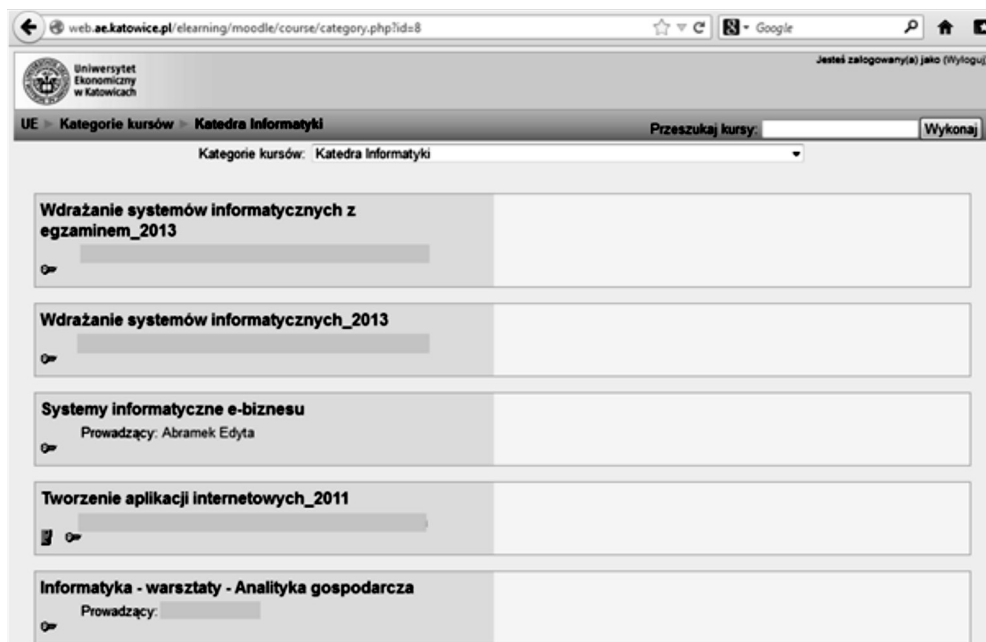 web.ae.katowice.pl/elearning/moodle/course/category.php?id=8
Google
Jesteś zalogowany(a) jako (Wyloguj)
Uniwersytet
Ekonomiczny
w Katowicach
UE ► Kategorie kursów ► Katedra Informatyki
Przeszukaj kursy:
Wykonaj
Kategorie kursów: Katedra Informatyki
Wdrażanie systemów informatycznych z
egzaminem_2013
Wdrażanie systemów informatycznych_2013
Systemy informatyczne e-biznesu
Prowadzący: Abramek Edyta
Tworzenie aplikacji internetowych_2011
Informatyka - warsztaty - Analityka gospodarcza
Prowadzący: